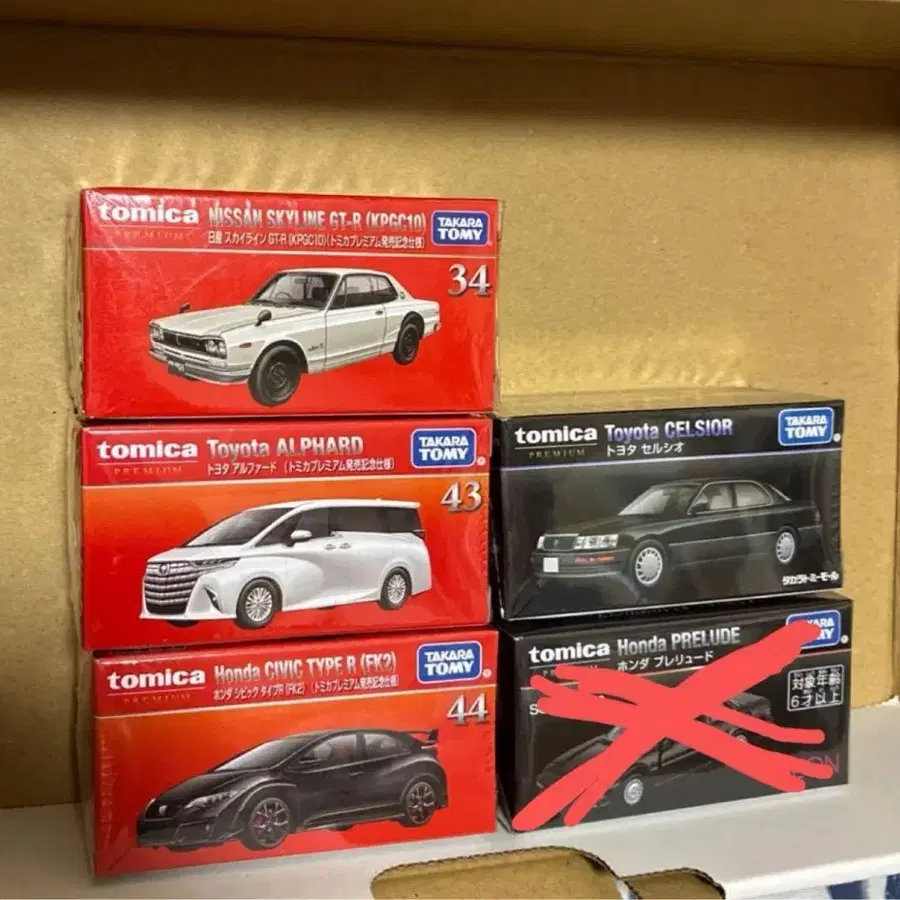 tomica NISSAN SKYLINE GT-R (KPGC10) TAKARA TOMY
PREMIUM 日産 スカイライン GT-R (KPGC10)(トミカプレミアム発売記念仕様)
34
tomica Toyota ALPHARD TAKARA TOMY
PREMIUM トヨタ アルファード (トミカプレミアム発売記念仕様)
43
tomica Honda CIVIC TYPE R (FK2) TAKARA TOMY
PREMIUM ホンダ シビック タイプR (FK2) (トミカプレミアム発売記念仕様)
44
tomica Toyota CELSIOR TAKARA TOMY
PREMIUM トヨタ セルシオ
タカラトミーモール
tomica Honda PRELUDE
ホンダ プレリュード
対象年齢
6才以上